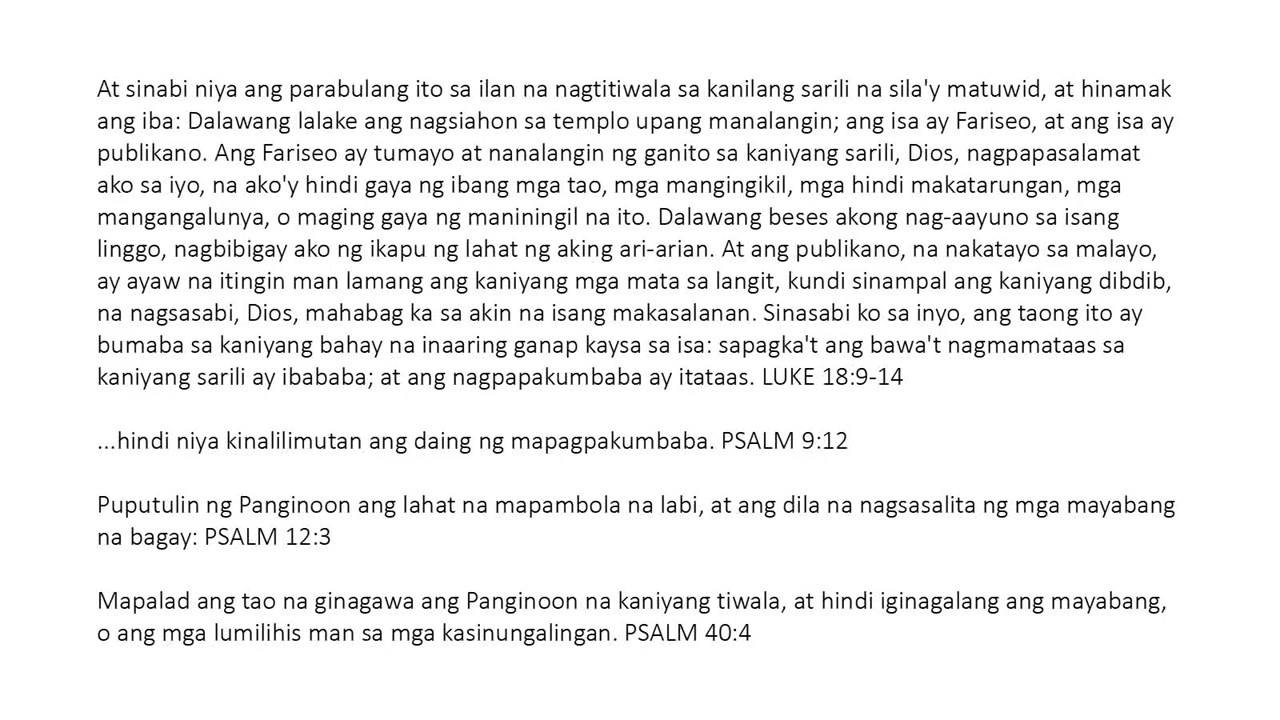 At sinabi niya ang parabulang ito sa ilan na nagtitiwala sa kanilang sarili na sila'y matuwid, at hinamak
ang iba: Dalawang lalake ang nagsiahon sa templo upang manalangin; ang isa ay Fariseo, at ang isa ay
publikano. Ang Fariseo ay tumayo at nanalangin ng ganito sa kaniyang sarili, Dios, nagpapasalamat
ako sa iyo, na ako'y hindi gaya ng ibang mga tao, mga mangingikil, mga hindi makatarungan, mga
mangangalunya, o maging gaya ng maniningil na ito. Dalawang beses akong nag-aayuno sa isang
linggo, nagbibigay ako ng ikapu ng lahat ng aking ari-arian. At ang publikano, na nakatayo sa malayo,
ay ayaw na itingin man lamang ang kaniyang mga mata sa langit, kundi sinampal ang kaniyang dibdib,
na nagsasabi, Dios, mahabag ka sa akin na isang makasalanan. Sinasabi ko sa inyo, ang taong ito ay
bumaba sa kaniyang bahay na inaaring ganap kaysa sa isa: sapagka't ang bawa't nagmamataas sa
kaniyang sarili ay ibababa; at ang nagpapakumbaba ay itataas. LUKE 18:9-14
...hindi niya kinalilimutan ang daing ng mapagpakumbaba. PSALM 9:12
Puputulin ng Panginoon ang lahat na mapambola na labi, at ang dila na nagsasalita ng mga mayabang
na bagay: PSALM 12:3
Mapalad ang tao na ginagawa ang Panginoon na kaniyang tiwala, at hindi iginagalang ang mayabang,
o ang mga lumilihis man sa mga kasinungalingan. PSALM 40:4